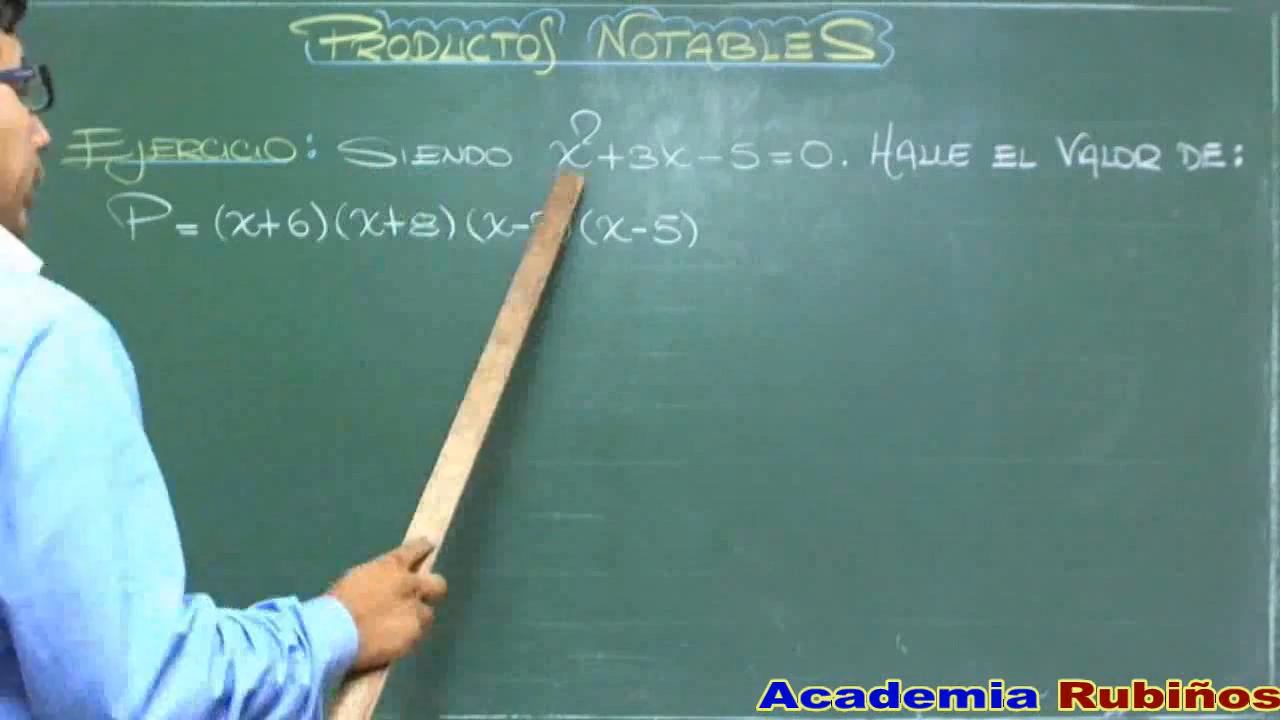 PRODUCTOS NOTABLES
EJERCICIO: SIENDO x²+3x-5=0. HALLE EL VALOR DE:
P=(x+6)(x+8)(x-)(x-5)
Academia Rubiños